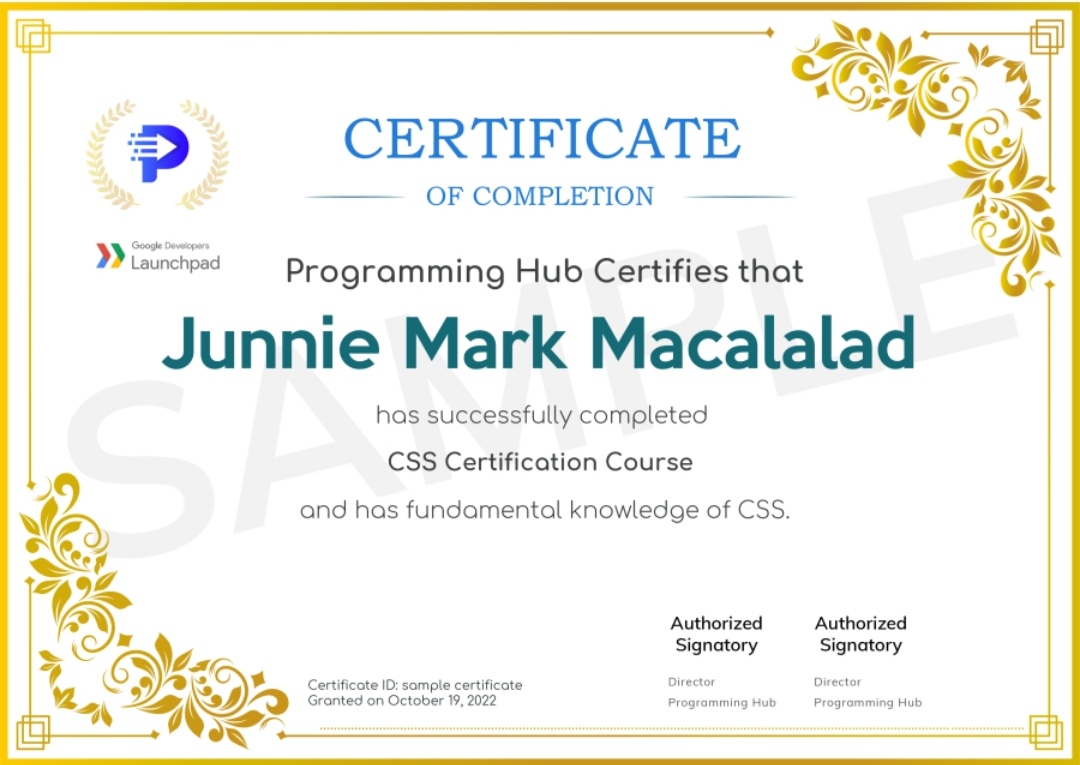 CERTIFICATE
OF COMPLETION
Google Developers
Launchpad
Programming Hub Certifies that
Junnie Mark Macalalad
has successfully completed
CSS Certification Course
and has fundamental knowledge of CSS.
SAMPLE
Authorized Signatory
Authorized Signatory
Director
Programming Hub
Director
Programming Hub
Certificate ID: sample certificate
Granted on October 19, 2022